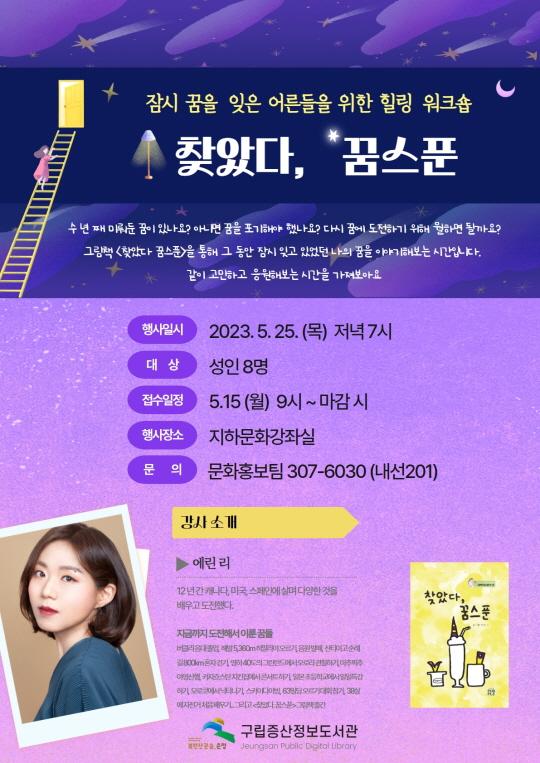 잠시 꿈을 잊은 어른들을 위한 힐링 워크숍
찾았다, 꿈스푼
수 년 째 미뤄둔 꿈이 있나요? 아니면 꿈을 포기해야 했나요? 다시 꿈에 도전하기 위해 뭘하면 될까요?
그림책 <찾았다 꿈스푼>을 통해 그 동안 잠시 잊고 있었던 나의 꿈을 이야기해보는 시간입니다.
같이 고민하고 응원해보는 시간을 가져보아요
행사일시 2023. 5. 25. (목) 저녁 7시
대 상 성인 8명
접수일정 5.15 (월) 9시 ~ 마감 시
행사장소 지하문화강좌실
문 의 문화홍보팀 307-6030 (내선201)
강사 소개
▶ 에린 리
12년 간 캐나다, 미국, 스페인에 살며 다양한 것을
배우고 도전했다.
지금까지 도전해서 이룬 꿈들
찾았다,
꿈스푼
구립증산정보도서관
Jeungsan Public Digital Library